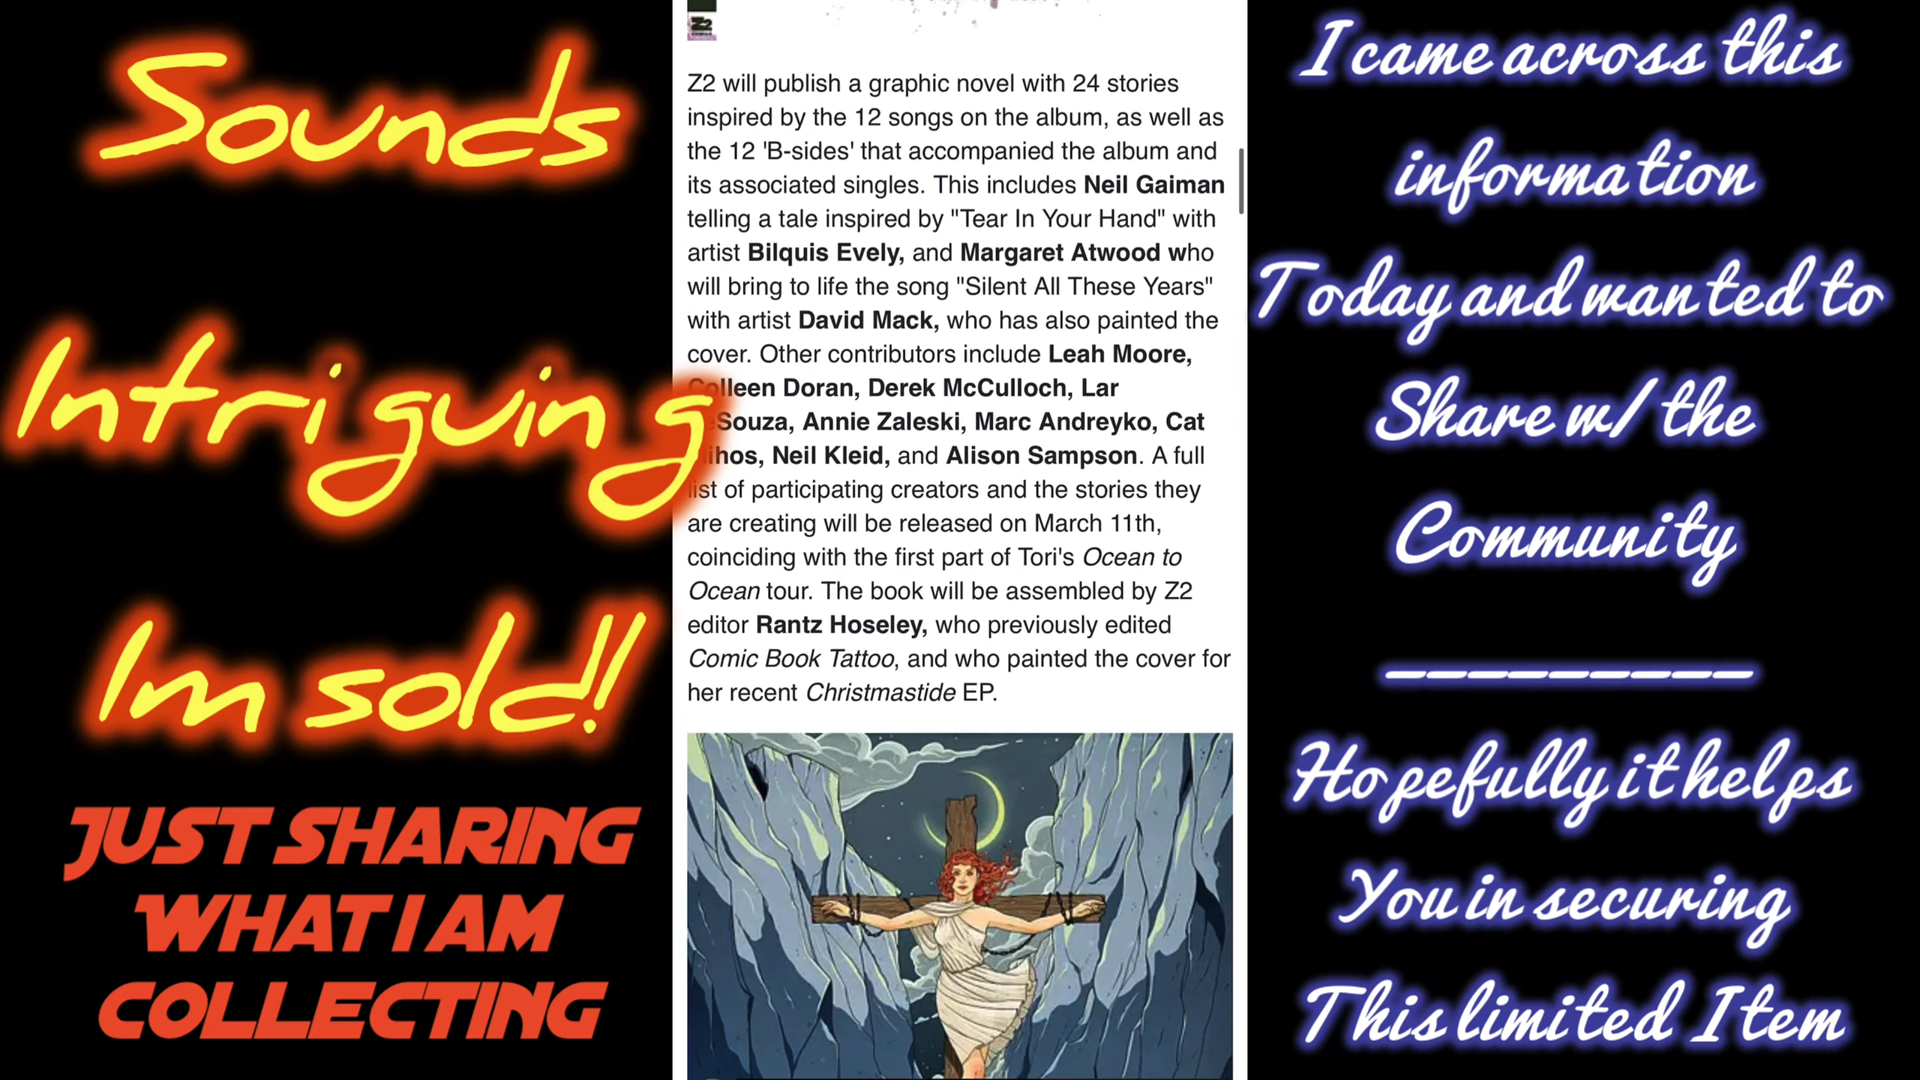 Sounds
Intriguing
Im sold!
JUST SHARING
WHAT I AM
COLLECTING
Z2
Z2 will publish a graphic novel with 24 stories
inspired by the 12 songs on the album, as well as
the 12 'B-sides' that accompanied the album and
its associated singles. This includes Neil Gaiman
telling a tale inspired by "Tear In Your Hand" with
artist Bilquis Evely, and Margaret Atwood who
will bring to life the song "Silent All These Years"
with artist David Mack, who has also painted the
cover. Other contributors include Leah Moore,
Colleen Doran, Derek McCulloch, Lar
Souza, Annie Zaleski, Marc Andreyko, Cat
Neil Kleid, and Alison Sampson. A full
list of participating creators and the stories they
are creating will be released on March 11th,
coinciding with the first part of Tori's Ocean to
Ocean tour. The book will be assembled by Z2
editor Rantz Hoseley, who previously edited
Comic Book Tattoo, and who painted the cover for
her recent Christmastide EP.
I came across this
information
Today and wanted to
Share w/ the
Community
Hopefully it helps
You in securing
This limited Item